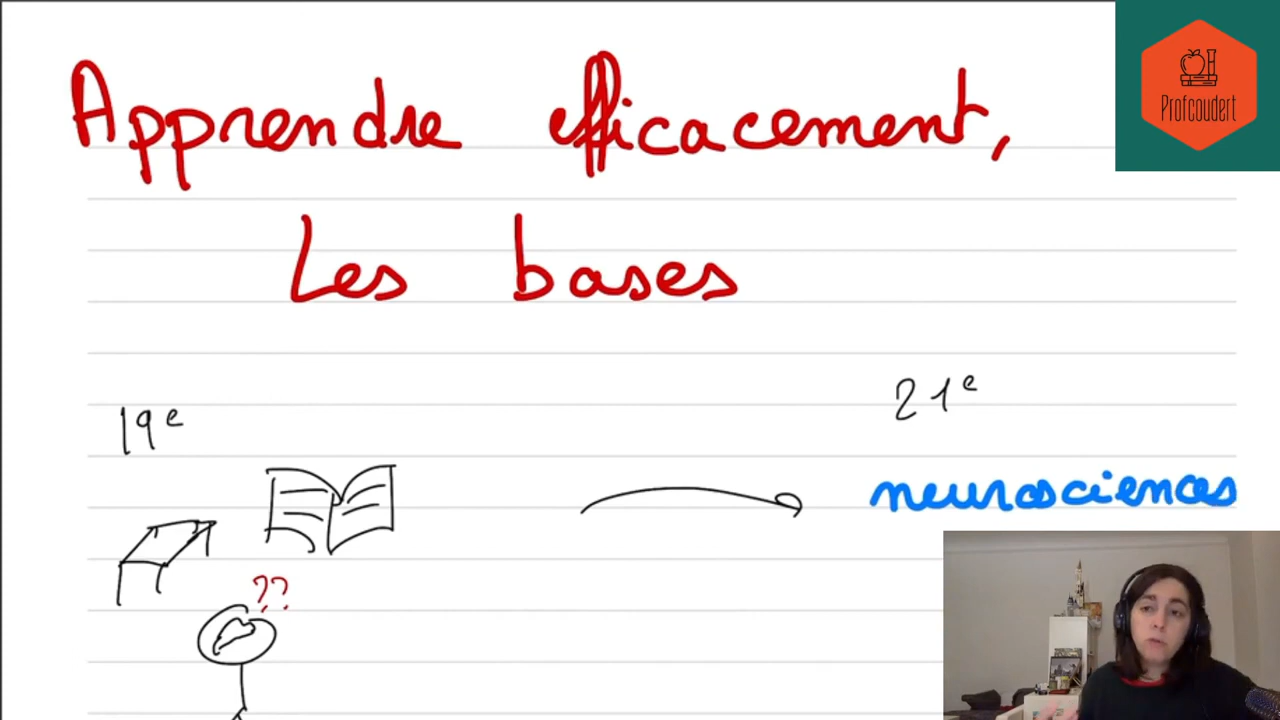 Apprendre efficacement,
Profcoudert
Les bases
19e
21e
neurosciences
??